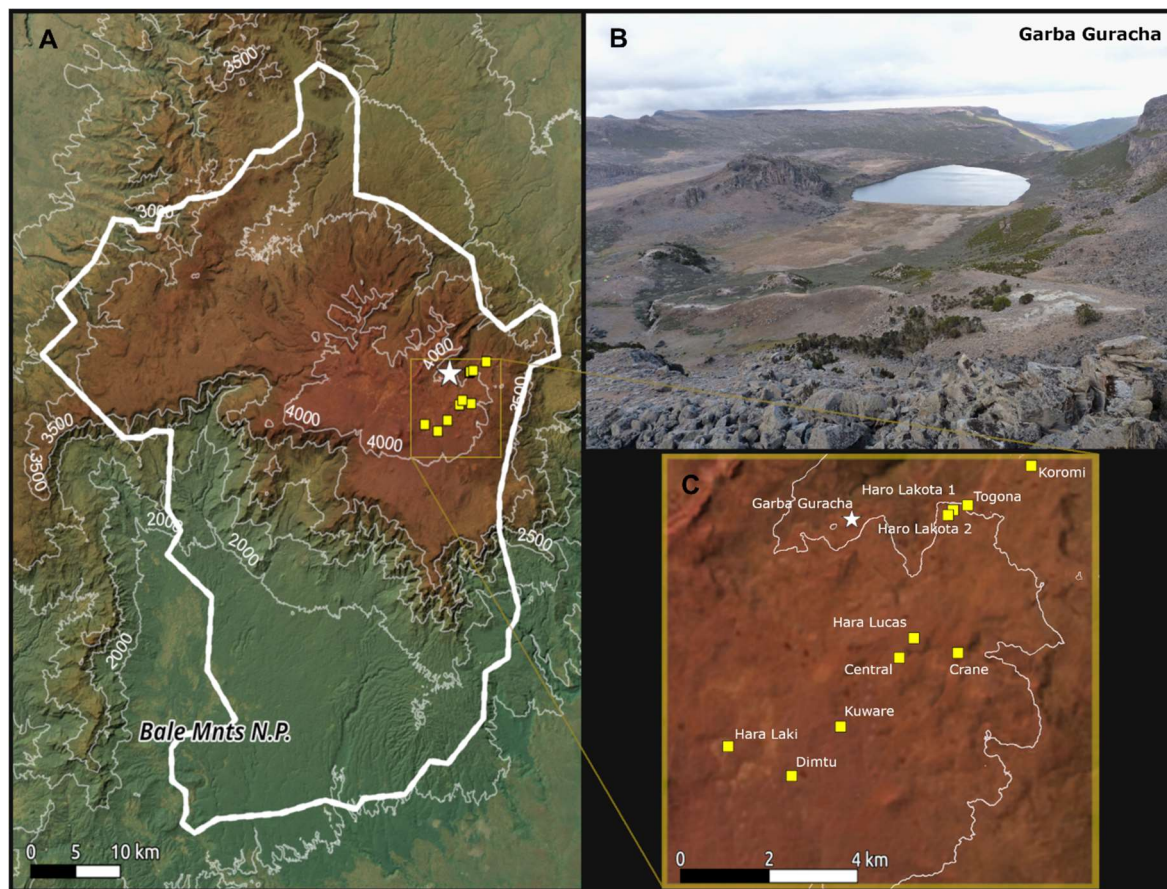 A
3500
3000
4000
3500
4000
4000
3500
3500
2000
2000
2500
2000
Bale Mnts N.P.
0 5 10 km
B
Garba Guracha
C
Koromi
Haro Lakota 1
Togona
Garba Guracha
Haro Lakota 2
Hara Lucas
Central
Crane
Kuware
Hara Laki
Dimtu
0 2 4 km